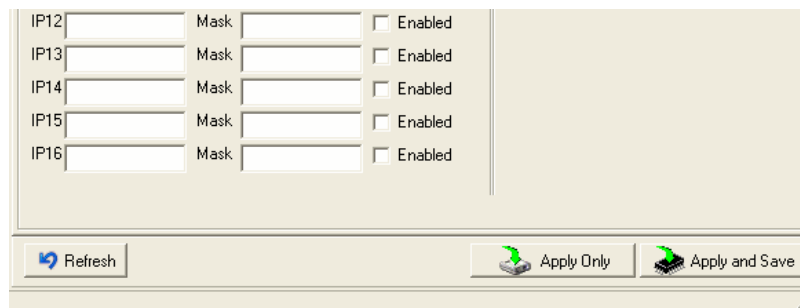 IP12 Mask Enabled
IP13 Mask Enabled
IP14 Mask Enabled
IP15 Mask Enabled
IP16 Mask Enabled
Refresh Apply Only Apply and Save